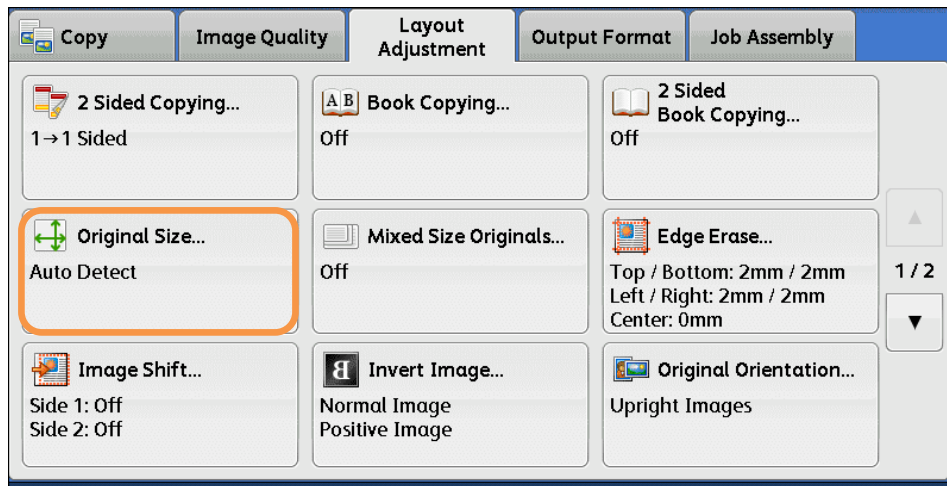 Copy
Image Quality
Layout
Adjustment
Output Format
Job Assembly
2 Sided Copying...
1→1 Sided
A B Book Copying...
Off
2 Sided
Book Copying...
Off
Original Size...
Auto Detect
Mixed Size Originals...
Off
Edge Erase...
Top / Bottom: 2mm / 2mm
Left / Right: 2mm / 2mm
Center: 0mm
1/2
Image Shift...
Side 1: Off
Side 2: Off
B Invert Image...
Normal Image
Positive Image
Original Orientation...
Upright Images